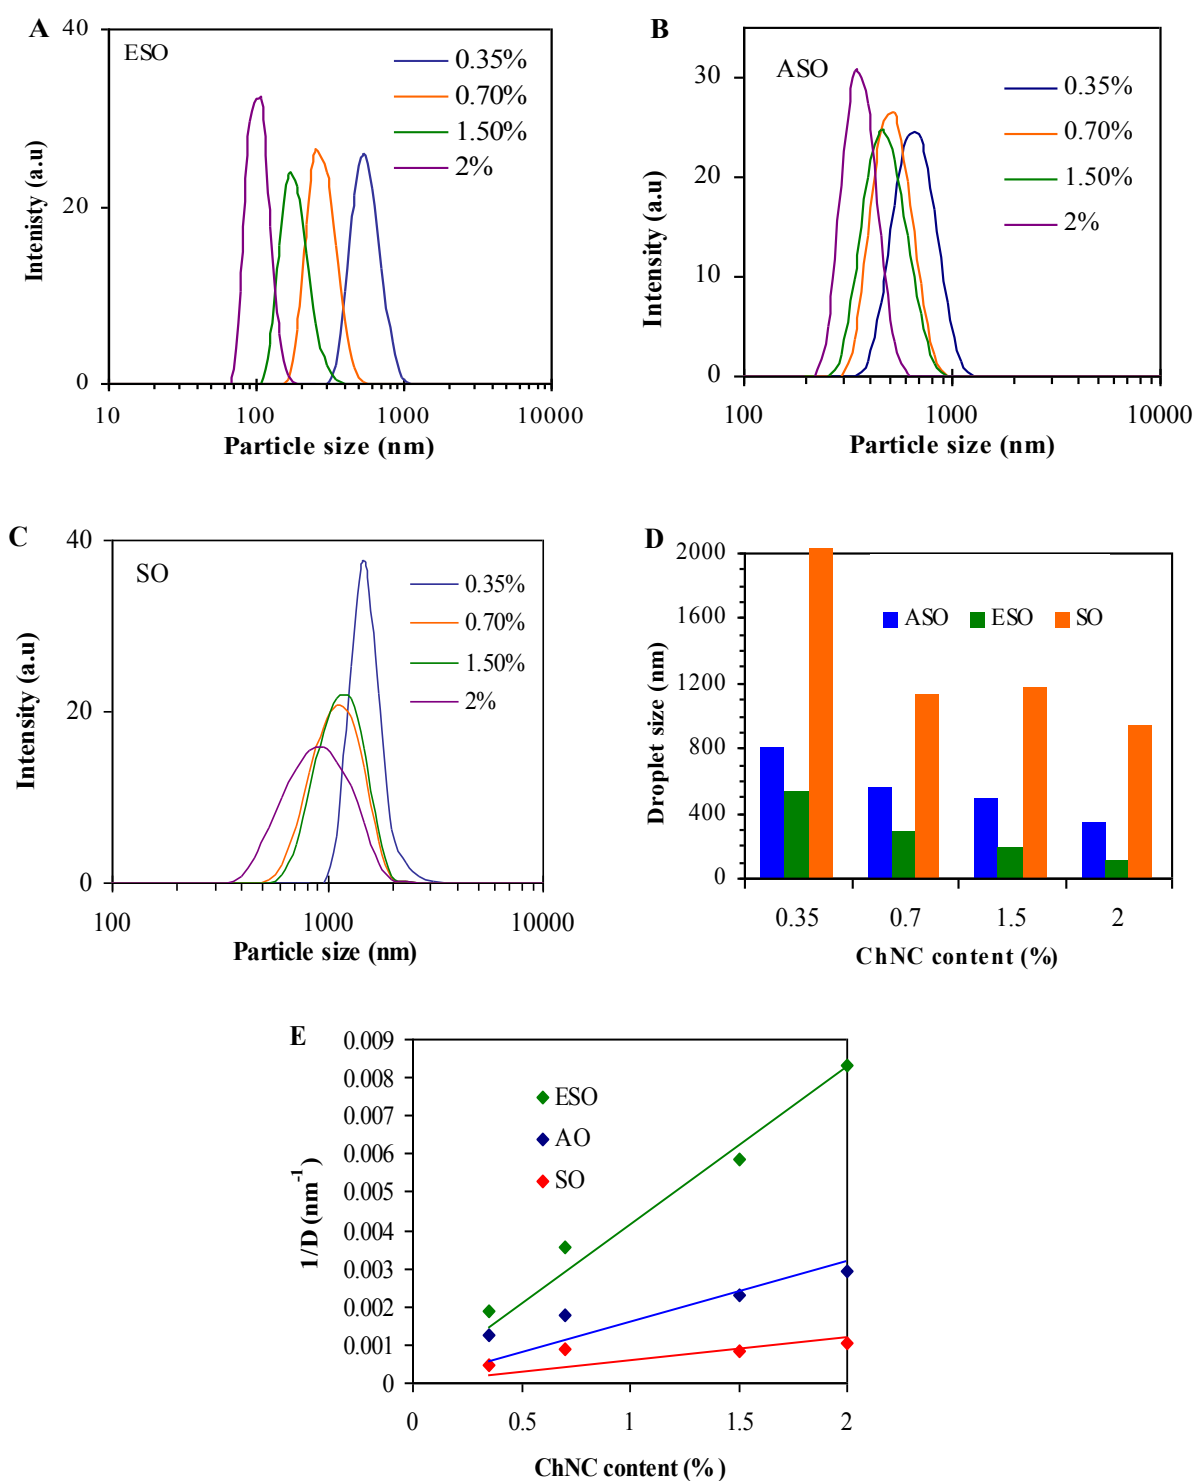 A
ESO
0.35%
0.70%
1.50%
2%
Intenisty (a.u)
40
20
0
10
100
1000
10000
Particle size (nm)
B
ASO
0.35%
0.70%
1.50%
2%
Intensity (a.u)
30
20
10
0
100
1000
10000
Particle size (nm)
C
SO
0.35%
0.70%
1.50%
2%
Intensity (a.u)
40
20
0
100
1000
10000
Particle size (nm)
D
ASO ESO SO
Droplet size (nm)
2000
1600
1200
800
400
0
0.35
0.7
1.5
2
ChNC content (%)
E
ESO
AO
SO
1/D (nm⁻¹)
0.009
0.008
0.007
0.006
0.005
0.004
0.003
0.002
0.001
0
0
0.5
1
1.5
2
ChNC content (%)